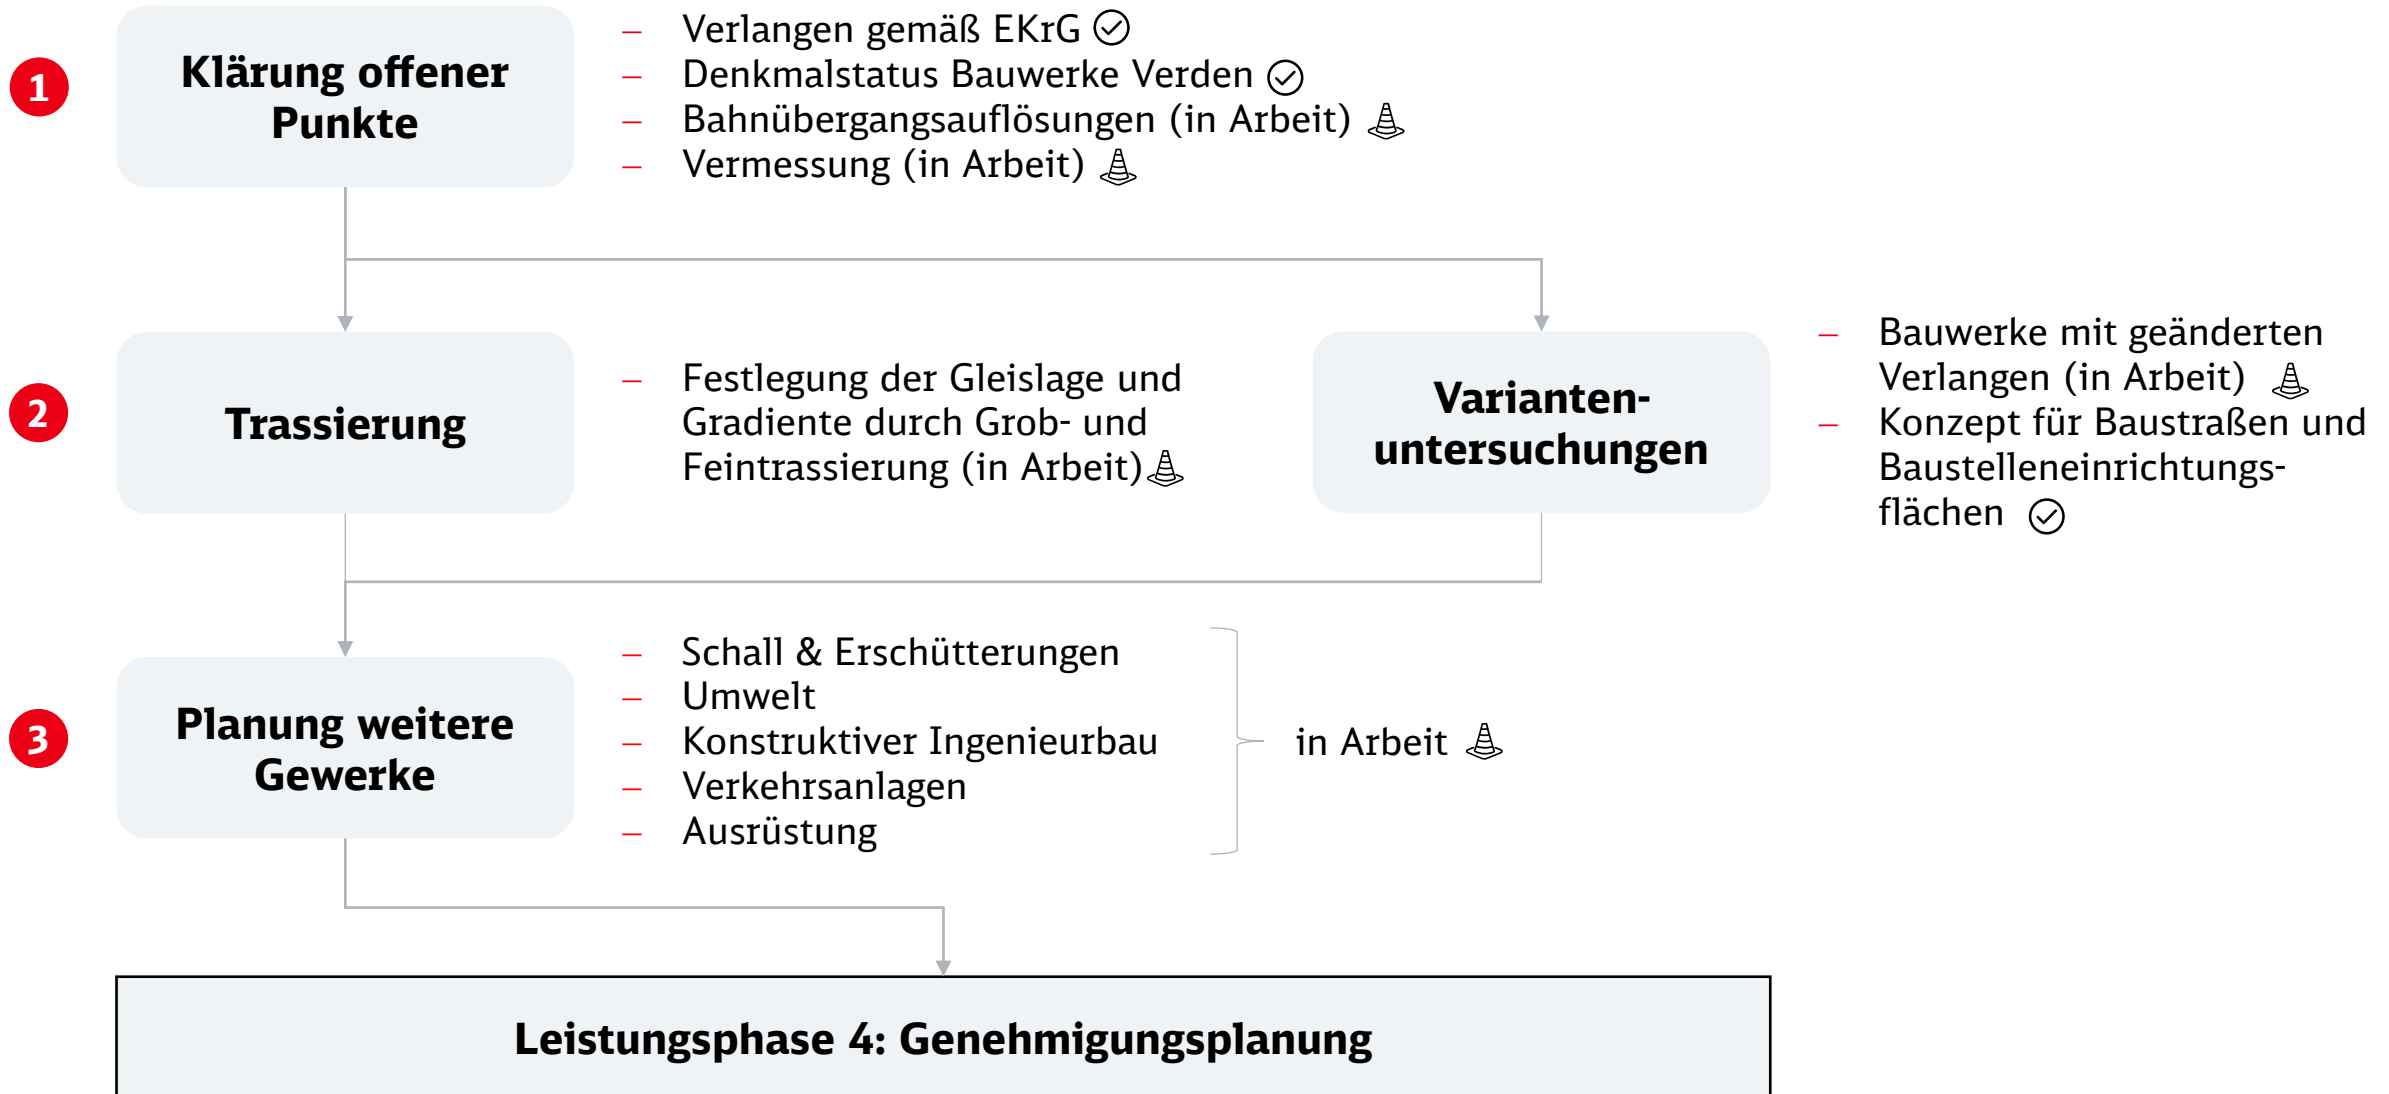 1
Klärung offener
Punkte
– Verlangen gemäß EKrG
– Denkmalstatus Bauwerke Verden
– Bahnübergangsauflösungen (in Arbeit)
– Vermessung (in Arbeit)
2
Trassierung
– Festlegung der Gleislage und
Gradiente durch Grob- und
Feintrassierung (in Arbeit)
Varianten-
untersuchungen
– Bauwerke mit geänderten
Verlangen (in Arbeit)
– Konzept für Baustraßen und
Baustelleneinrichtungs-
flächen
3
Planung weitere
Gewerke
– Schall & Erschütterungen
– Umwelt
– Konstruktiver Ingenieurbau
– Verkehrsanlagen
– Ausrüstung
in Arbeit
Leistungsphase 4: Genehmigungsplanung